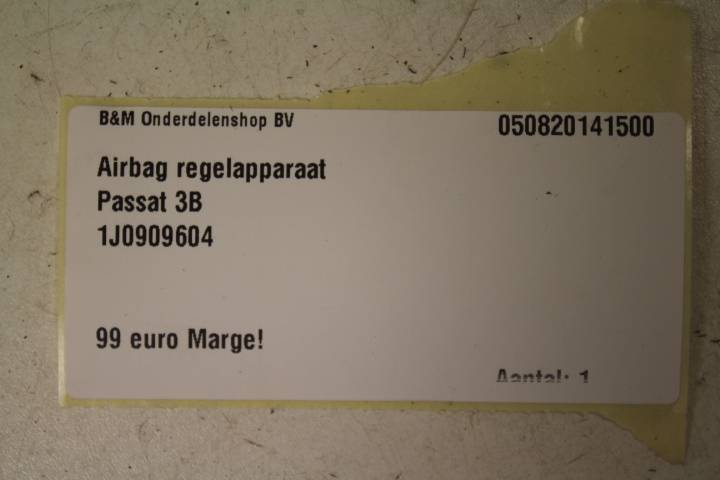 B&M Onderdelenshop BV
050820141500
Airbag regelapparaat
Passat 3B
1J0909604
99 euro Marge!
Aantal: 1